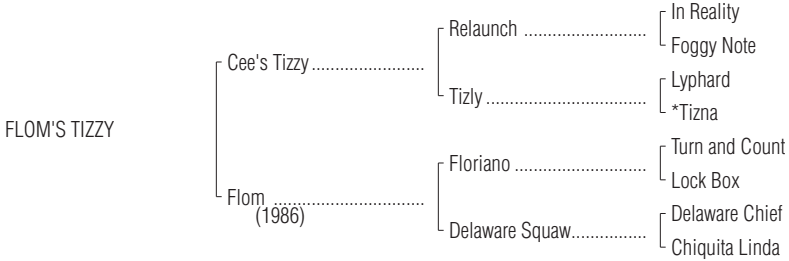 In Reality
Relaunch ..........................
Foggy Note
Cee's Tizzy ........................
Lyphard
Tizly ..................................
*Tizna
FLOM'S TIZZY
Turn and Count
Floriano ............................
Lock Box
Flom ................................
(1986)
Delaware Chief
Delaware Squaw................
Chiquita Linda